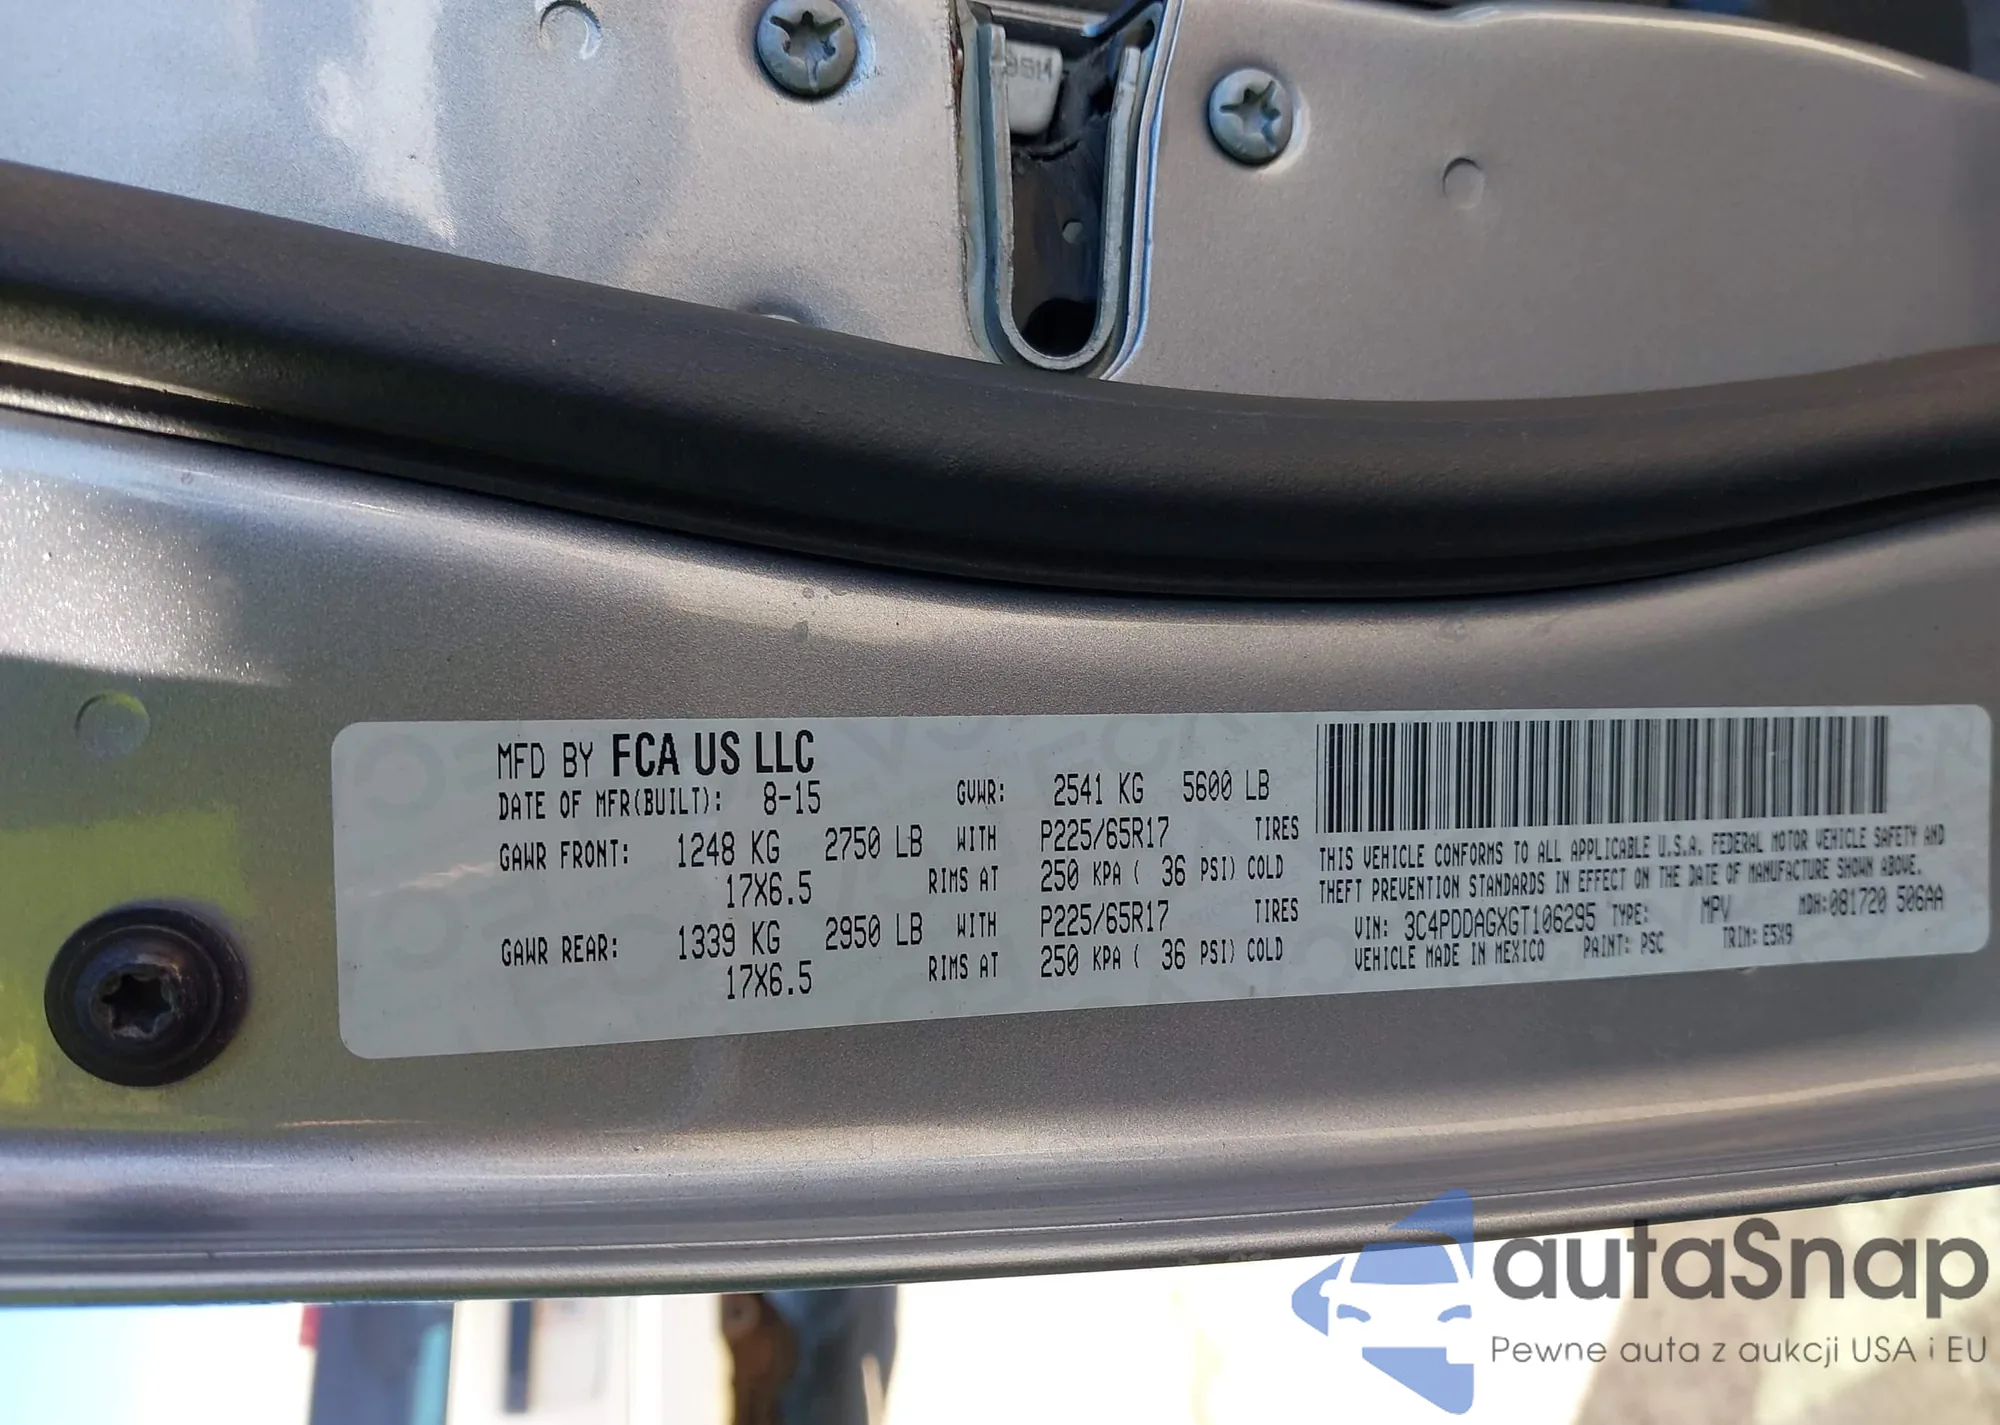 MFD BY FCA US LLC
DATE OF MFR(BUILT): 8-15 GVWR: 2541 KG 5600 LB
GAWR FRONT: 1248 KG 2750 LB WITH P225/65R17 TIRES
17X6.5 RIMS AT 250 KPA ( 36 PSI) COLD
GAWR REAR: 1339 KG 2950 LB WITH P225/65R17 TIRES
17X6.5 RIMS AT 250 KPA ( 36 PSI) COLD
THIS VEHICLE CONFORMS TO ALL APPLICABLE U.S.A. FEDERAL MOTOR VEHICLE SAFETY AND
THEFT PREVENTION STANDARDS IN EFFECT ON THE DATE OF MANUFACTURE SHOWN ABOVE.
VIN: 3C4PDDAGXGT106295 TYPE: MPV MDH:081720 506AA
VEHICLE MADE IN MEXICO PAINT: PSC TRIM: E5X9
autaSnap
Pewne auta z aukcji USA i EU